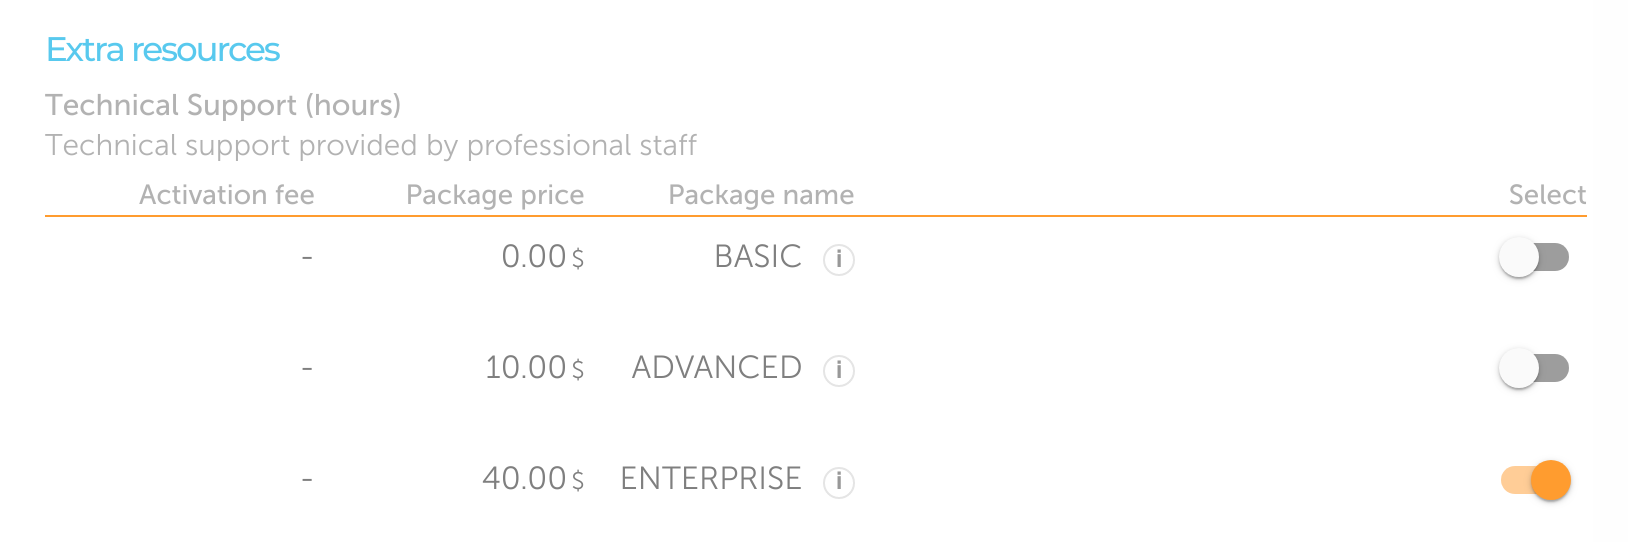 Extra resources
Technical Support (hours)
Technical support provided by professional staff
Activation fee Package price Package name Select
- 0.00 $ BASIC i
- 10.00 $ ADVANCED i
- 40.00 $ ENTERPRISE i